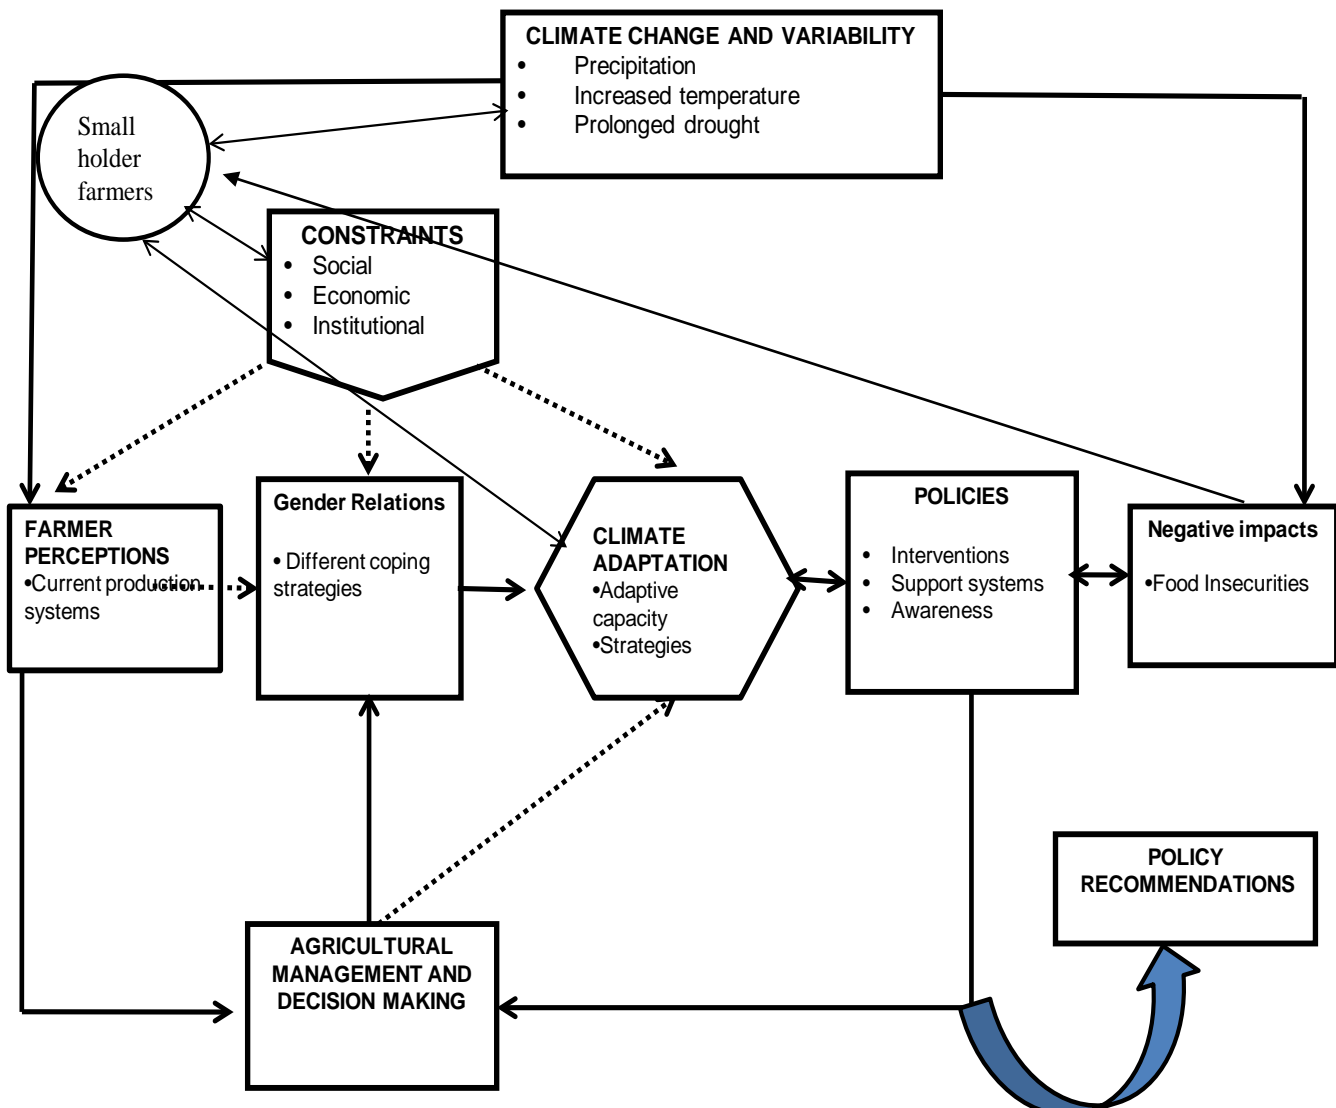 CLIMATE CHANGE AND VARIABILITY
• Precipitation
• Increased temperature
• Prolonged drought
Small
holder
farmers
CONSTRAINTS
• Social
• Economic
• Institutional
FARMER
PERCEPTIONS
•Current production
systems
Gender Relations
• Different coping
strategies
CLIMATE
ADAPTATION
•Adaptive
capacity
•Strategies
POLICIES
• Interventions
• Support systems
• Awareness
Negative impacts
•Food Insecurities
POLICY
RECOMMENDATIONS
AGRICULTURAL
MANAGEMENT AND
DECISION MAKING